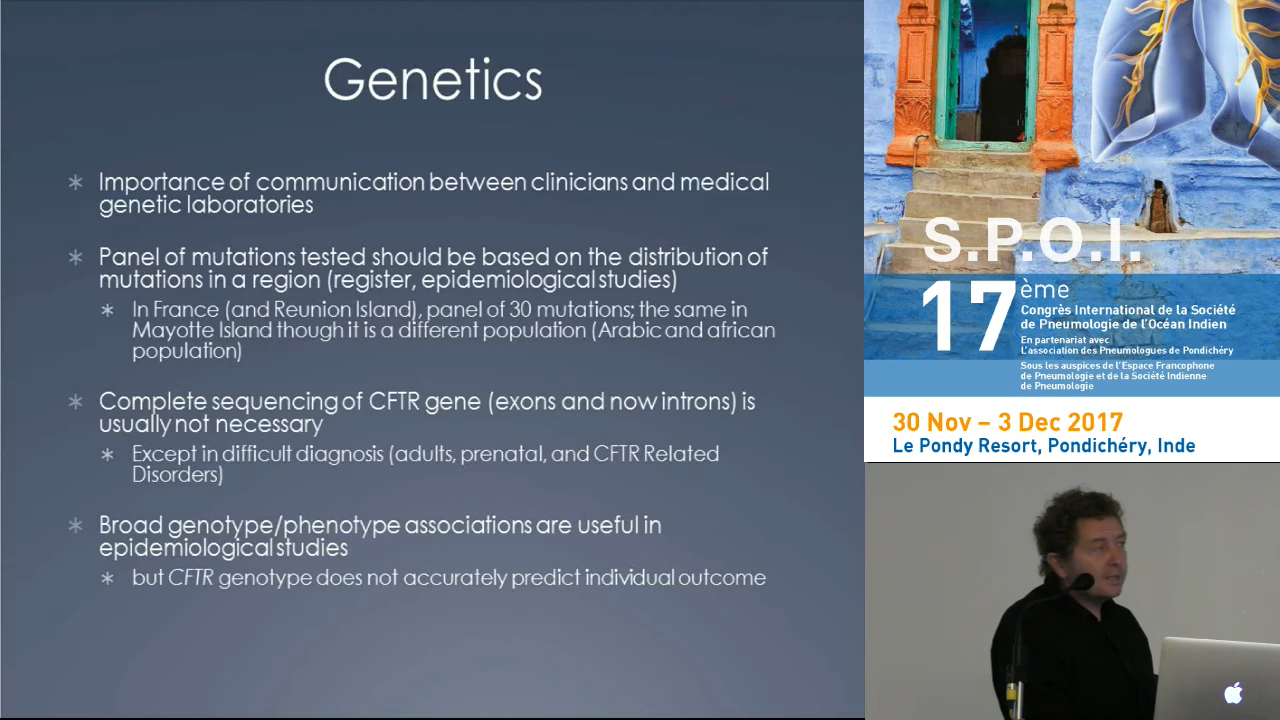 Genetics
Importance of communication between clinicians and medical
genetic laboratories
Panel of mutations tested should be based on the distribution of
mutations in a region (register, epidemiological studies)
In France (and Reunion Island), panel of 30 mutations; the same in
Mayotte Island though it is a different population (Arabic and african
population)
Complete sequencing of CFTR gene (exons and now introns) is
usually not necessary
Except in difficult diagnosis (adults, prenatal, and CFTR Related
Disorders)
Broad genotype/phenotype associations are useful in
epidemiological studies
but CFTR genotype does not accurately predict individual outcome
S.P.O.I.
17ème
Congrès International de la Société
de Pneumologie de l'Océan Indien
En partenariat avec
L'association des Pneumologues de Pondichéry
Sous les auspices de l'Espace Francophone
de Pneumologie et de la Société Indienne
de Pneumologie
30 Nov – 3 Dec 2017
Le Pondy Resort, Pondichéry, Inde